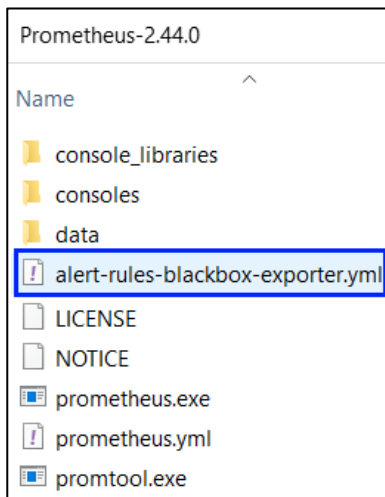 Prometheus-2.44.0
Name
console_libraries
consoles
data
alert-rules-blackbox-exporter.yml
LICENSE
NOTICE
prometheus.exe
prometheus.yml
promtool.exe